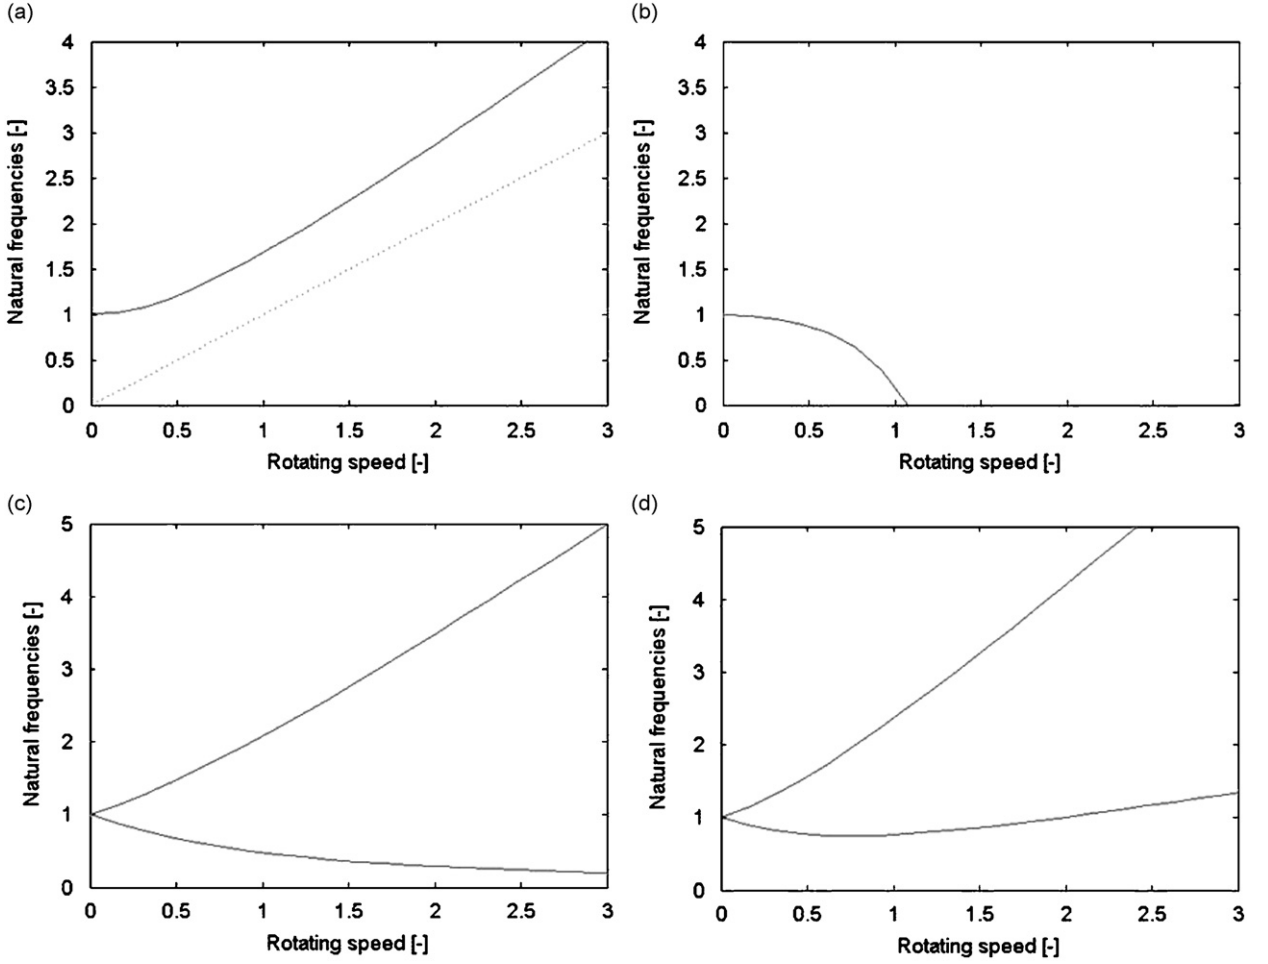 (a)
4
3.5
3
2.5
2
1.5
1
0.5
0
0 0.5 1 1.5 2 2.5 3
Natural frequencies [-]
Rotating speed [-]
(b)
4
3.5
3
2.5
2
1.5
1
0.5
0
0 0.5 1 1.5 2 2.5 3
Natural frequencies [-]
Rotating speed [-]
(c)
5
4
3
2
1
0
0 0.5 1 1.5 2 2.5 3
Natural frequencies [-]
Rotating speed [-]
(d)
5
4
3
2
1
0
0 0.5 1 1.5 2 2.5 3
Natural frequencies [-]
Rotating speed [-]